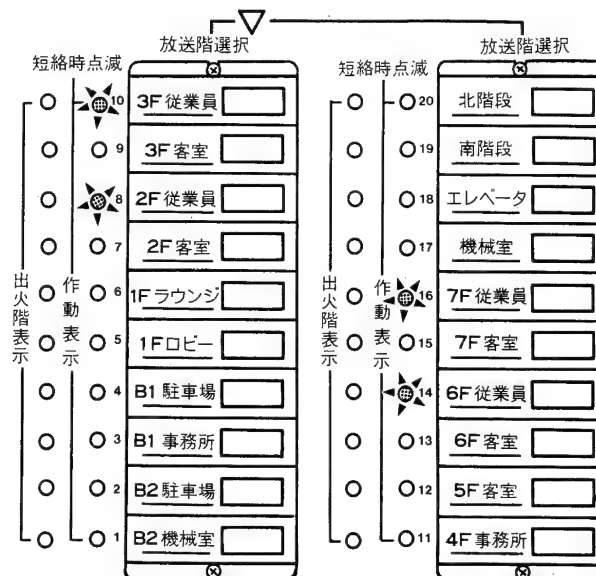 放送階選択
短絡時点滅
10 3F従業員
9 3F客室
8 2F従業員
7 2F客室
6 1Fラウンジ
5 1Fロビー
4 B1駐車場
3 B1事務所
2 B2駐車場
1 B2機械室
出火階表示
作動表示
放送階選択
短絡時点滅
20 北階段
19 南階段
18 エレベータ
17 機械室
16 7F従業員
15 7F客室
14 6F従業員
13 6F客室
12 5F客室
11 4F事務所
出火階表示
作動表示